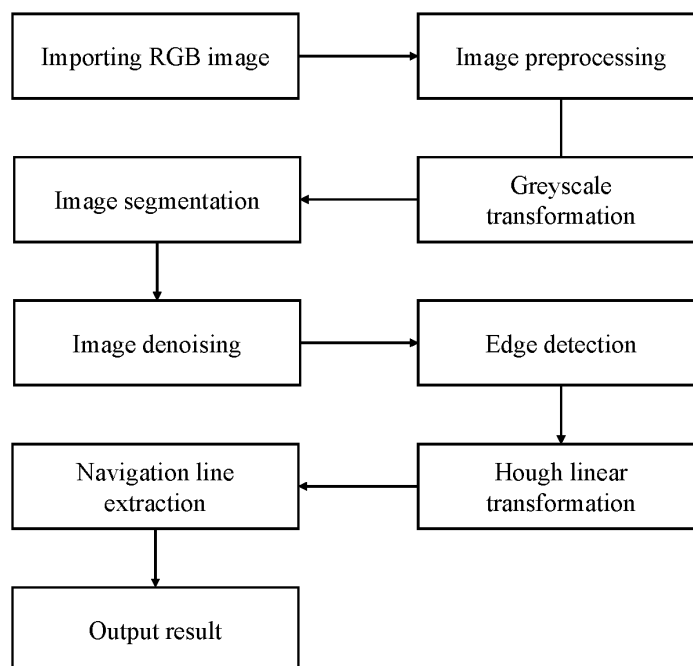 Importing RGB image
Image preprocessing
Greyscale
transformation
Image segmentation
Image denoising
Edge detection
Hough linear
transformation
Navigation line
extraction
Output result